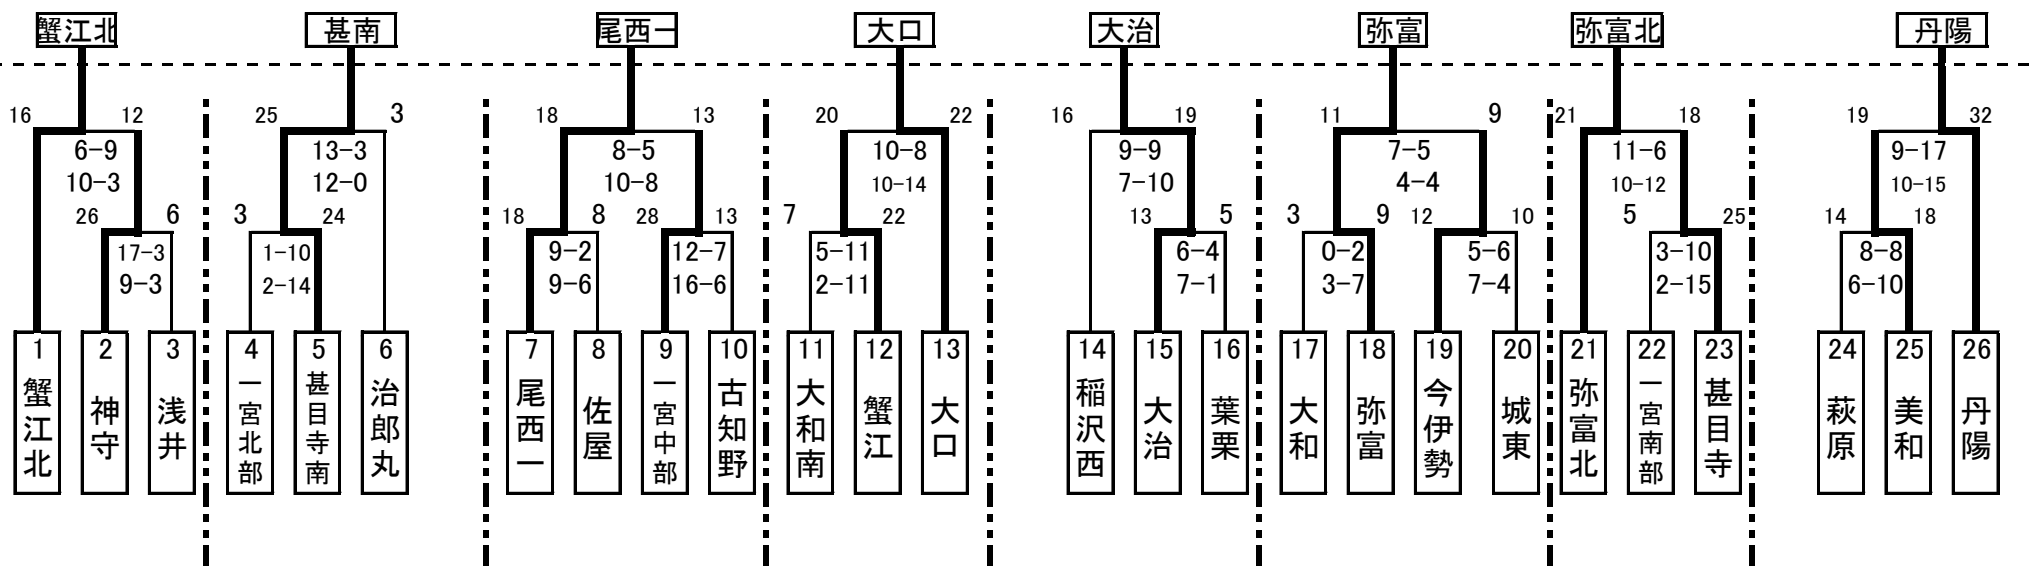 蟹江北 甚南 尾西一 大口 大治 弥富 弥富北 丹陽
16 12 25 3 18 13 20 22 16 19 11 9 21 18 19 32
6-9 13-3 8-5 10-8 9-9 7-5 11-6 9-17
10-3 12-0 10-8 10-14 7-10 4-4 10-12 10-15
26 6 3 24 18 8 28 13 7 22 13 5 3 9 12 10 5 25 14 18
17-3 1-10 9-2 12-7 5-11 6-4 0-2 5-6 3-10 8-8
9-3 2-14 9-6 16-6 2-11 7-1 3-7 7-4 2-15 6-10
1 2 3 4 5 6 7 8 9 10 11 12 13 14 15 16 17 18 19 20 21 22 23 24 25 26
蟹江北
神守
浅井
一宮北部
甚目寺南
治郎丸
尾西一
佐屋
一宮中部
古知野
大和南
蟹江
大口
稲沢西
大治
葉栗
大和
弥富
今伊勢
城東
弥富北
一宮南部
甚目寺
萩原
美和
丹陽